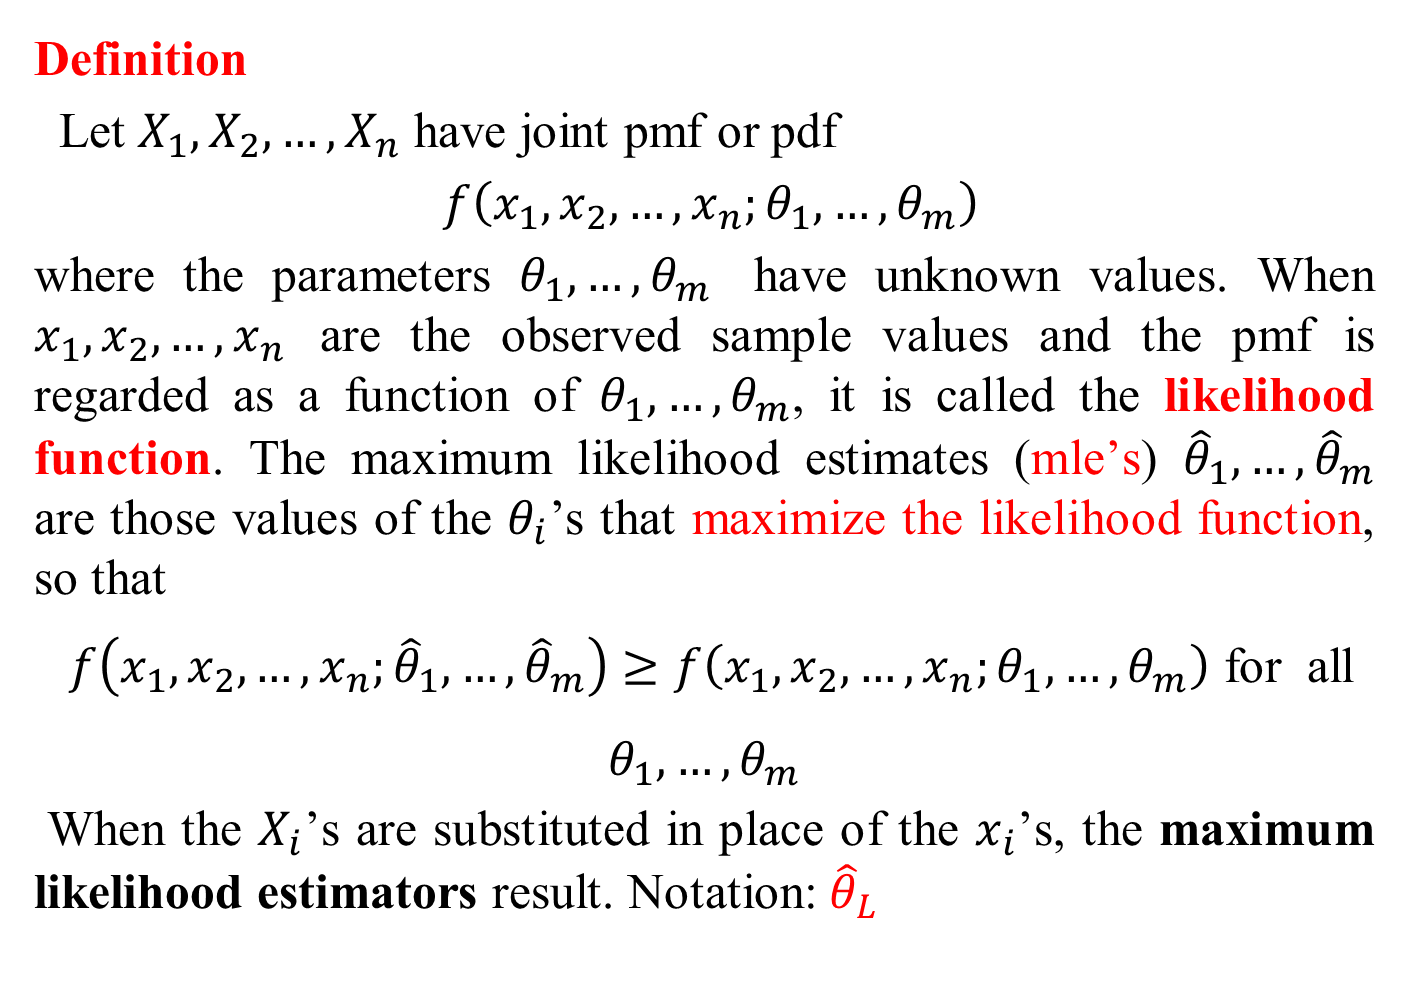 Definition
Let X₁, X₂, … , Xₙ have joint pmf or pdf
f(x₁, x₂, … , xₙ; θ₁, … , θₘ)
where the parameters θ₁, … , θₘ have unknown values. When
x₁, x₂, … , xₙ are the observed sample values and the pmf is
regarded as a function of θ₁, … , θₘ, it is called the likelihood
function. The maximum likelihood estimates (mle’s) θ̂₁, … , θ̂ₘ
are those values of the θᵢ’s that maximize the likelihood function,
so that
f(x₁, x₂, … , xₙ; θ̂₁, … , θ̂ₘ) ≥ f(x₁, x₂, … , xₙ; θ₁, … , θₘ) for all
θ₁, … , θₘ
When the Xᵢ’s are substituted in place of the xᵢ’s, the maximum
likelihood estimators result. Notation: θ̂_L